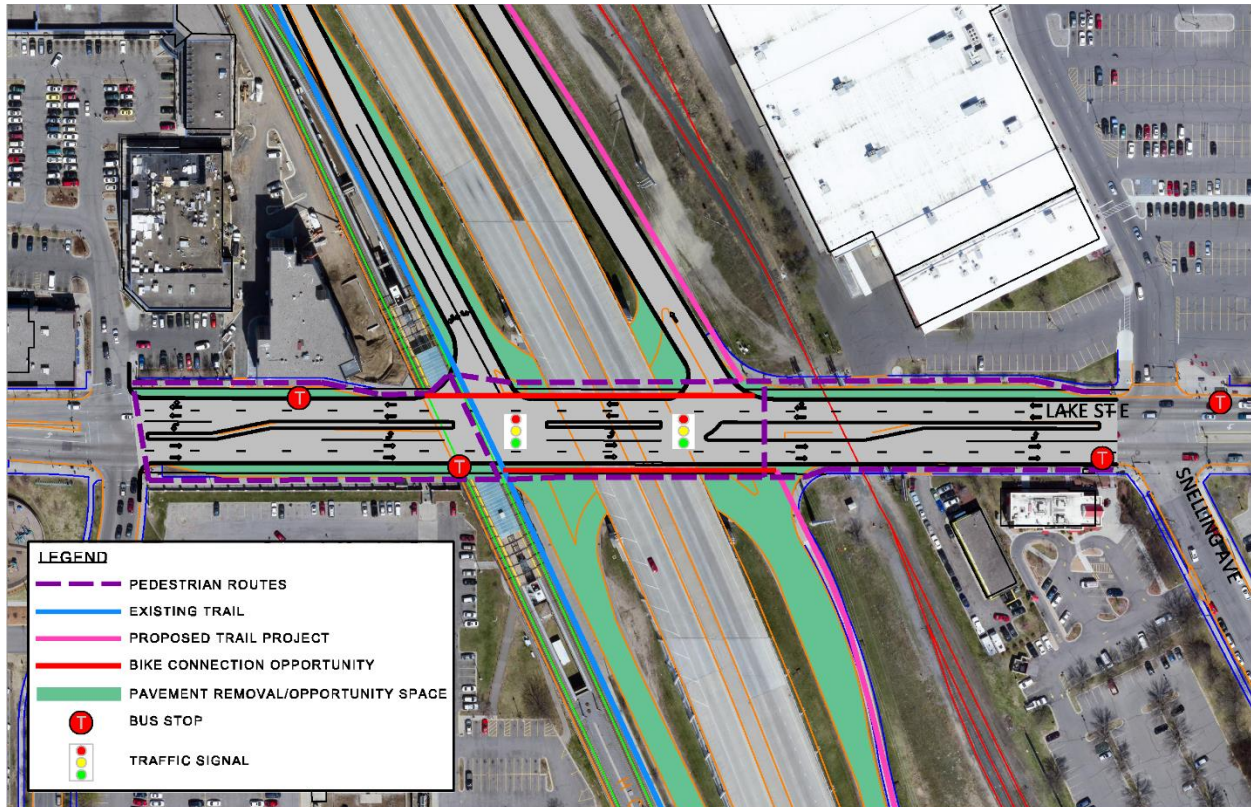 T
T
LAKE ST E
T
T
SNELLING AVE
LEGEND
PEDESTRIAN ROUTES
EXISTING TRAIL
PROPOSED TRAIL PROJECT
BIKE CONNECTION OPPORTUNITY
PAVEMENT REMOVAL/OPPORTUNITY SPACE
T BUS STOP
TRAFFIC SIGNAL